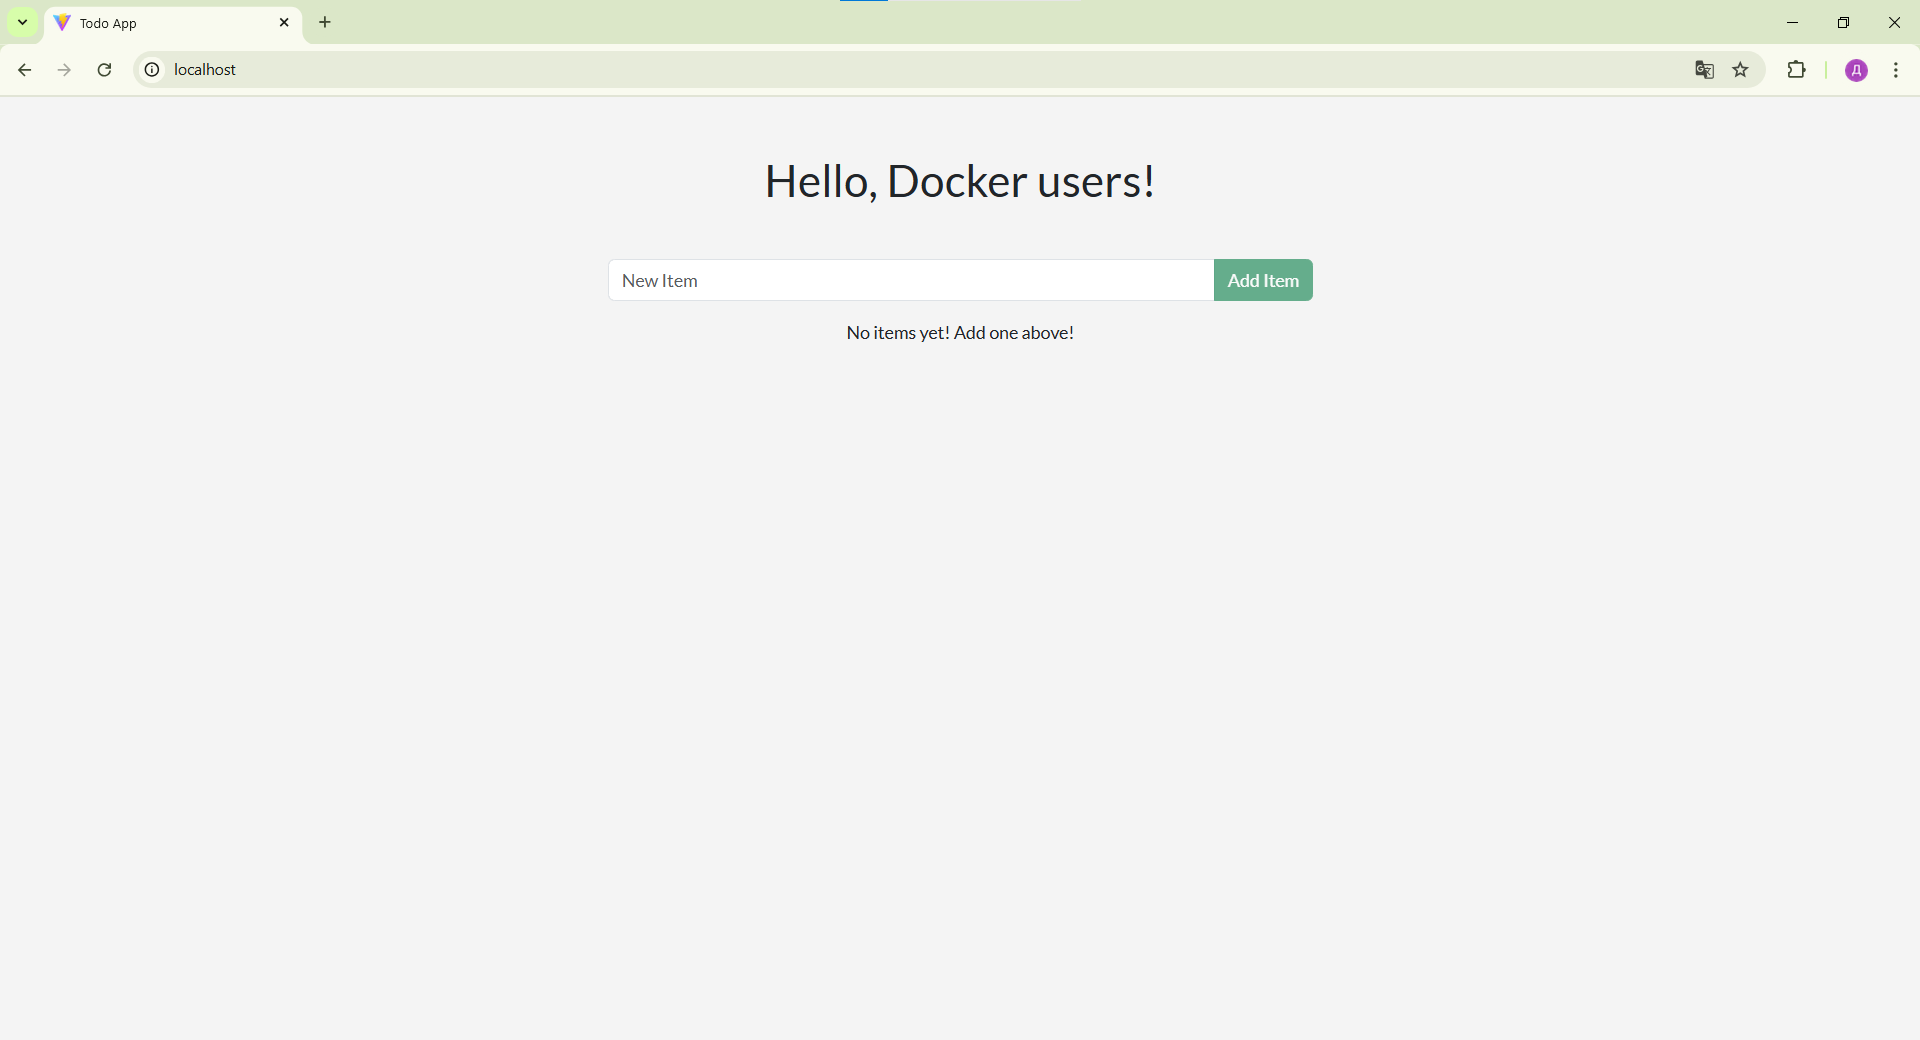 Todo App
localhost
Д
Hello, Docker users!
New Item
Add Item
No items yet! Add one above!